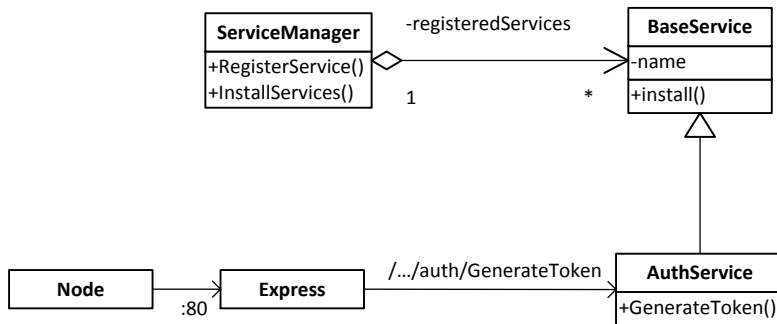 ServiceManager
+RegisterService()
+InstallServices()
-registeredServices
1
*
BaseService
-name
+install()
Node
:80
Express
/.../auth/GenerateToken
AuthService
+GenerateToken()